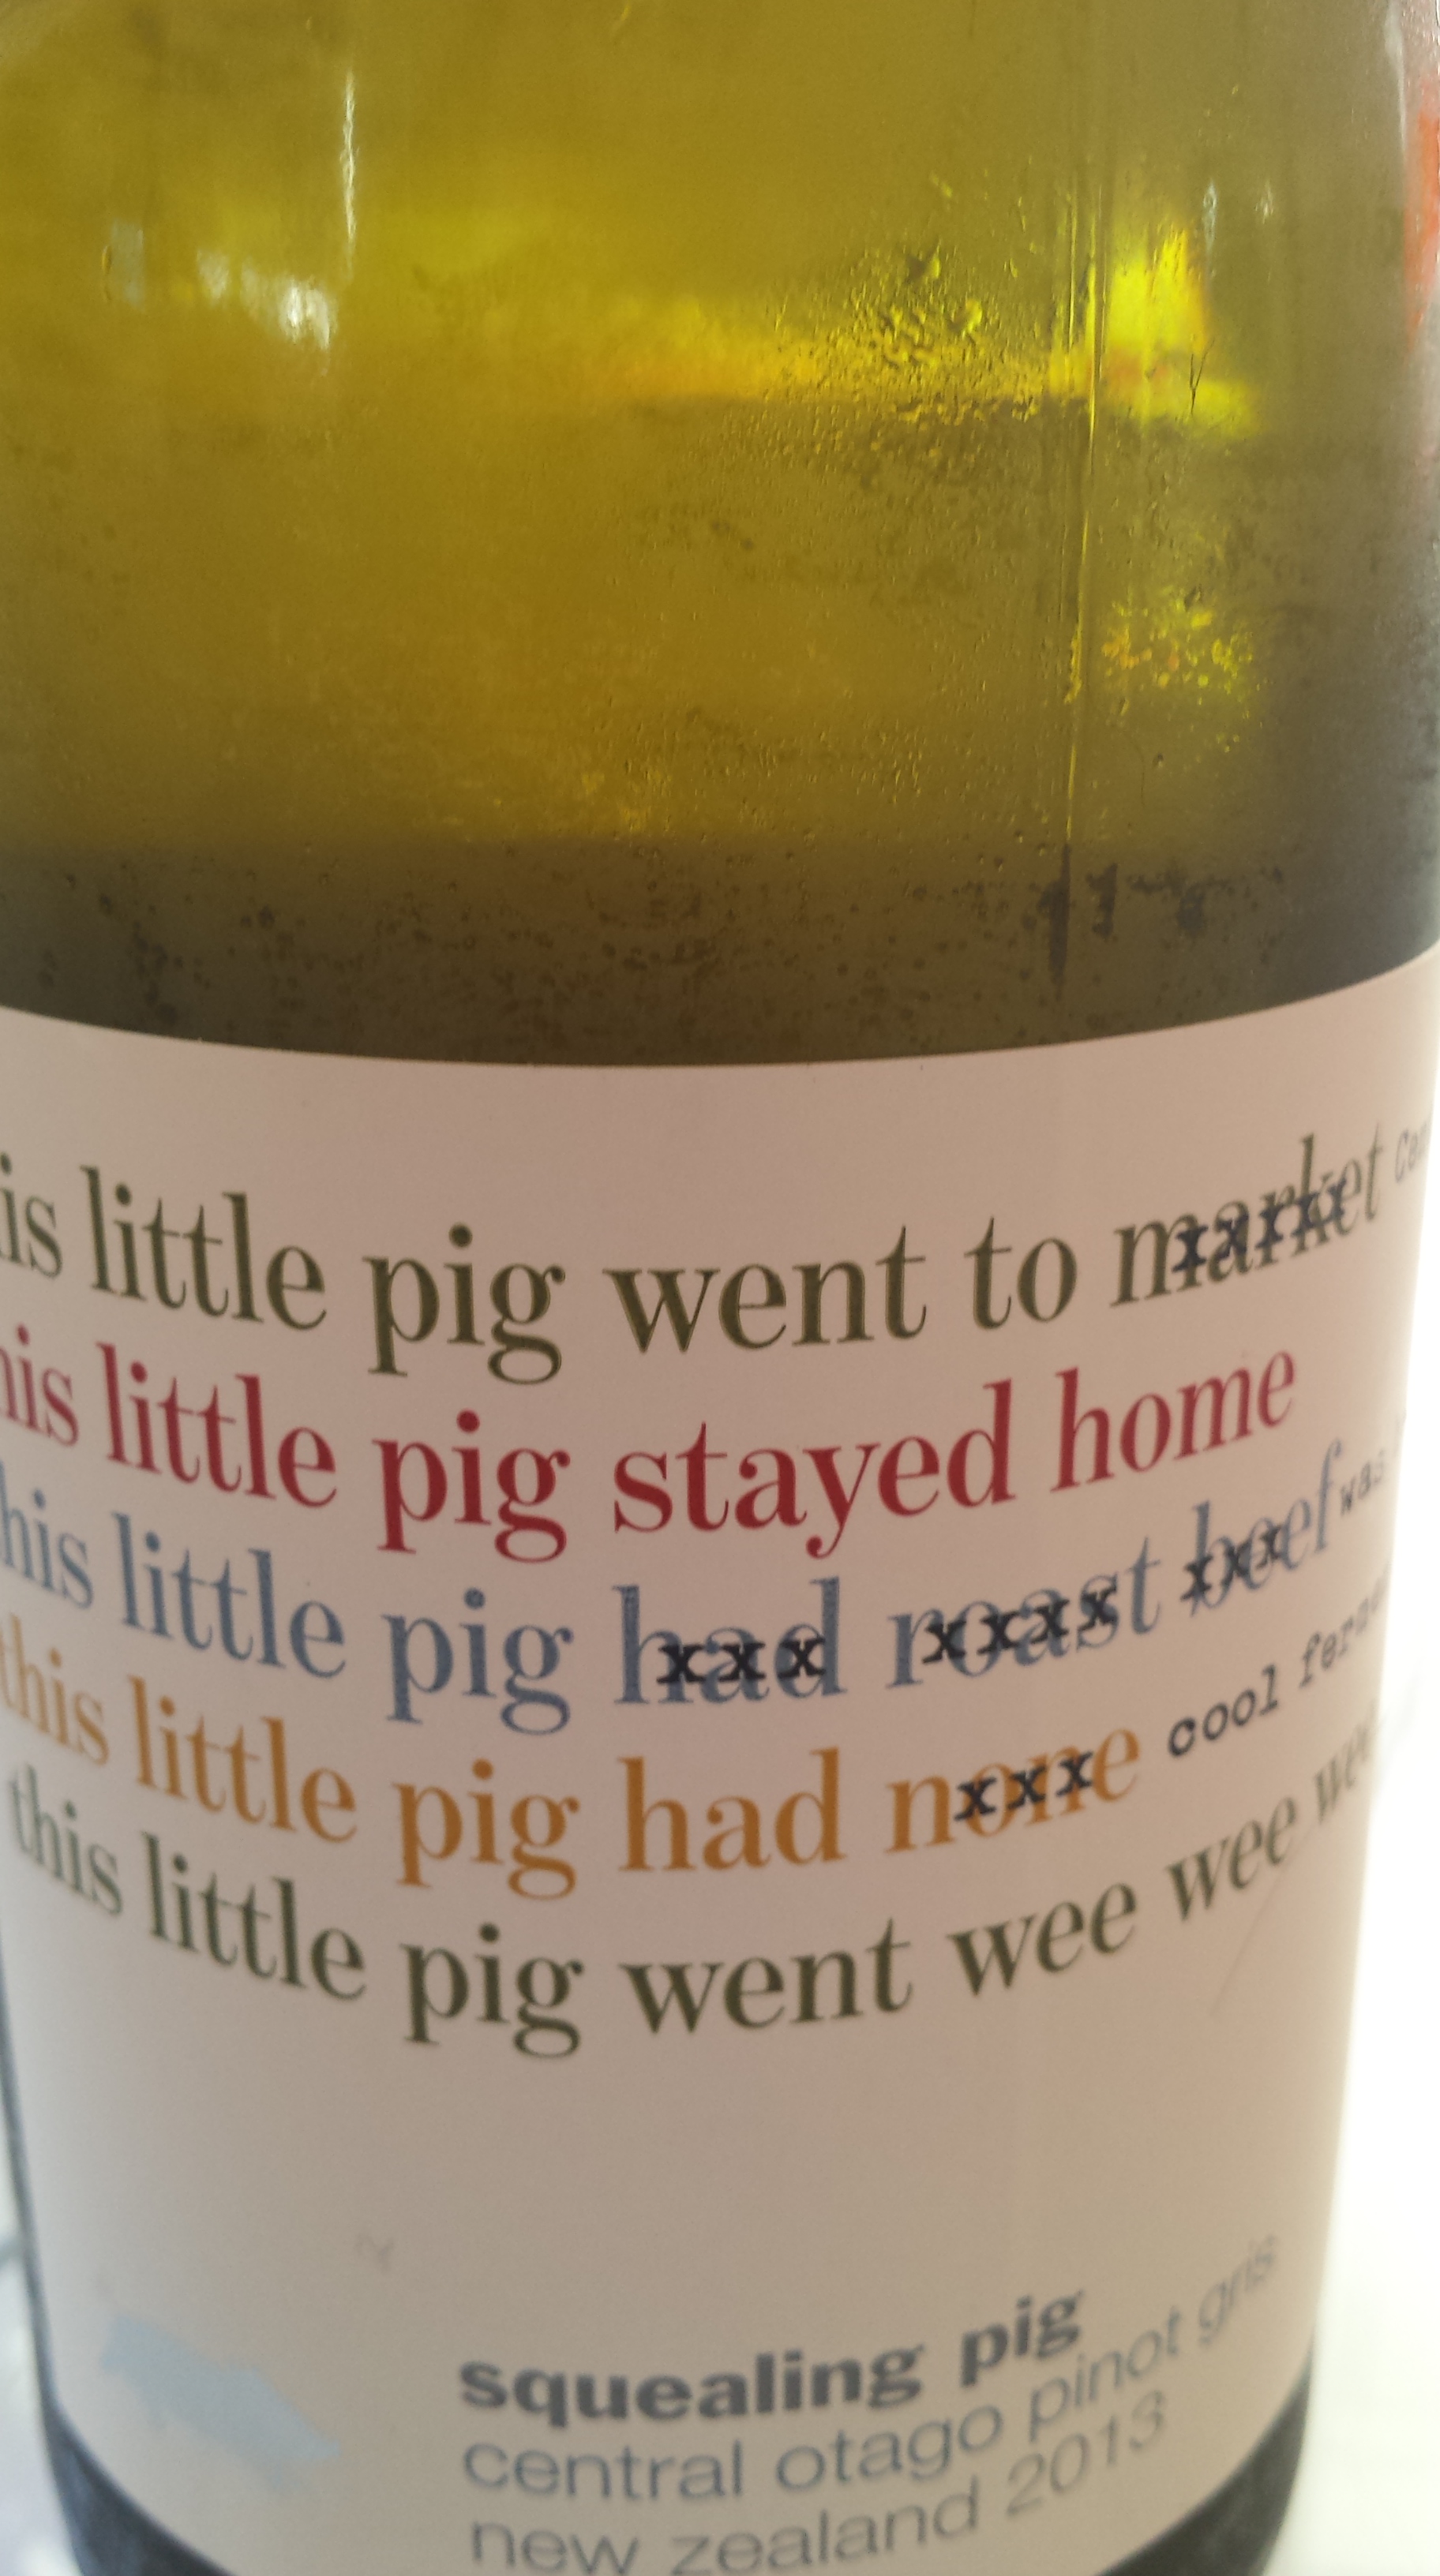 is little pig went to market
his little pig stayed home
his little pig had roast beef was
this little pig had none cool
this little pig went wee wee
squealing pig
central otago pinot gris
new zealand 2013